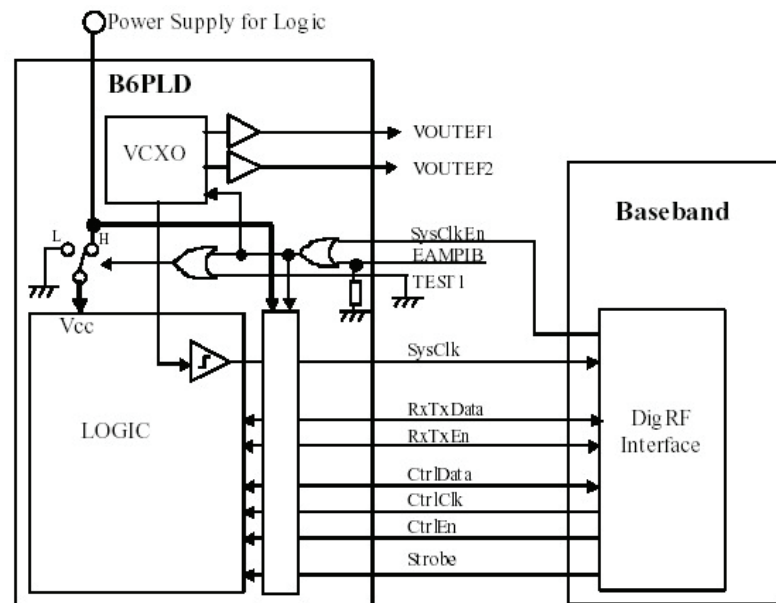 Power Supply for Logic
B6PLD
VCXO
VOUTEF1
VOUTEF2
Baseband
L
H
SysClkEn
EAMPIB
TEST1
Vcc
SysClk
LOGIC
RxTxData
RxTxEn
DigRF
Interface
CtrlData
CtrlClk
CtrlEn
Strobe